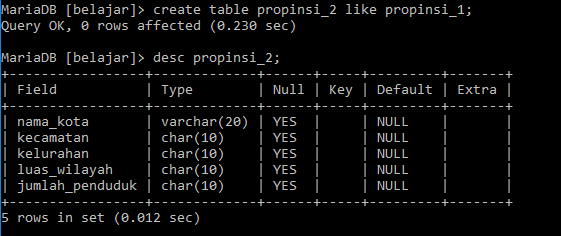 MariaDB [belajar]> create table propinsi_2 like propinsi_1;
Query OK, 0 rows affected (0.230 sec)
MariaDB [belajar]> desc propinsi_2;
+-----------------+-------------+------+-----+---------+-------+
| Field           | Type        | Null | Key | Default | Extra |
+-----------------+-------------+------+-----+---------+-------+
| nama_kota       | varchar(20) | YES  |     | NULL    |       |
| kecamatan       | char(10)    | YES  |     | NULL    |       |
| kelurahan       | char(10)    | YES  |     | NULL    |       |
| luas_wilayah    | char(10)    | YES  |     | NULL    |       |
| jumlah_penduduk | char(10)    | YES  |     | NULL    |       |
+-----------------+-------------+------+-----+---------+-------+
5 rows in set (0.012 sec)